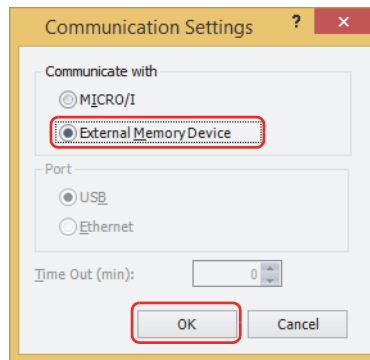 Communication Settings ? ×
Communicate with
MICRO/I
External Memory Device
Port
USB
Ethernet
Time Out (min): 0
OK Cancel